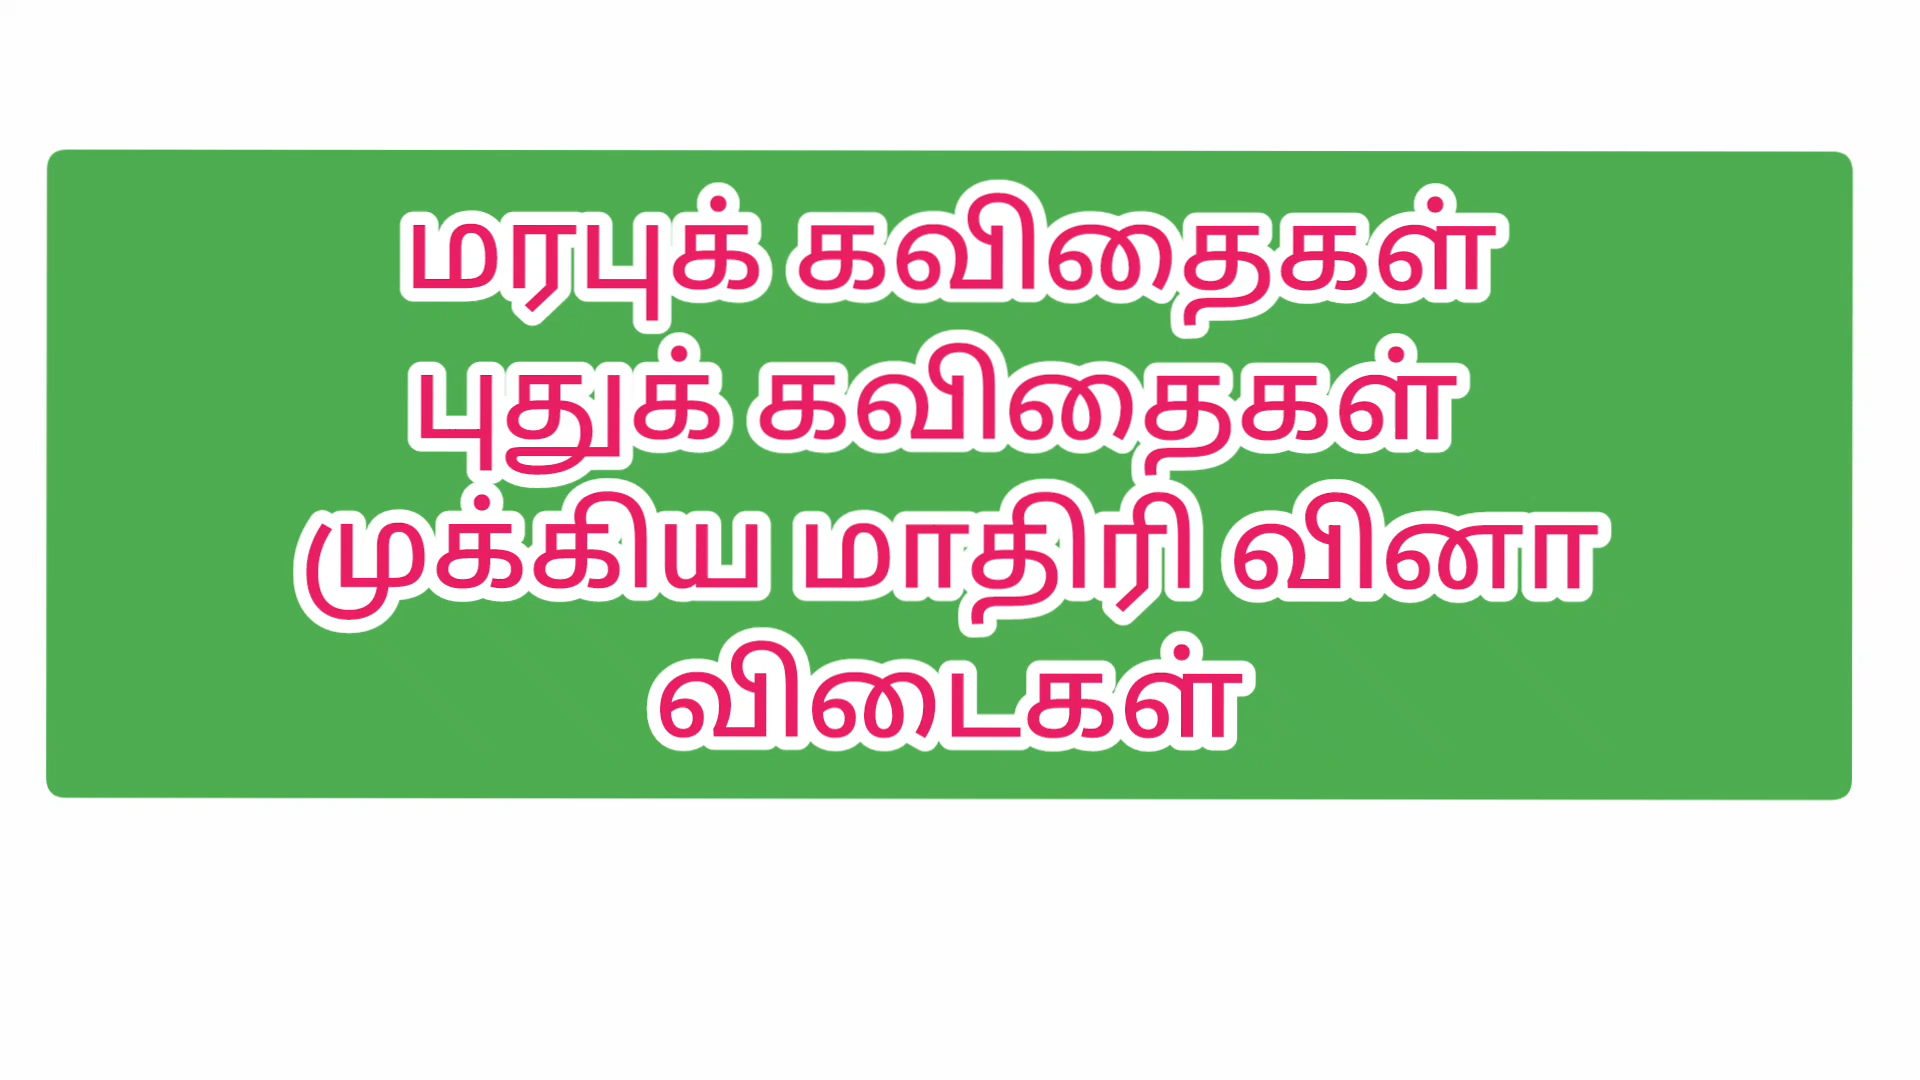 மரபுக் கவிதைகள்
புதுக் கவிதைகள்
முக்கிய மாதிரி வினா
விடைகள்